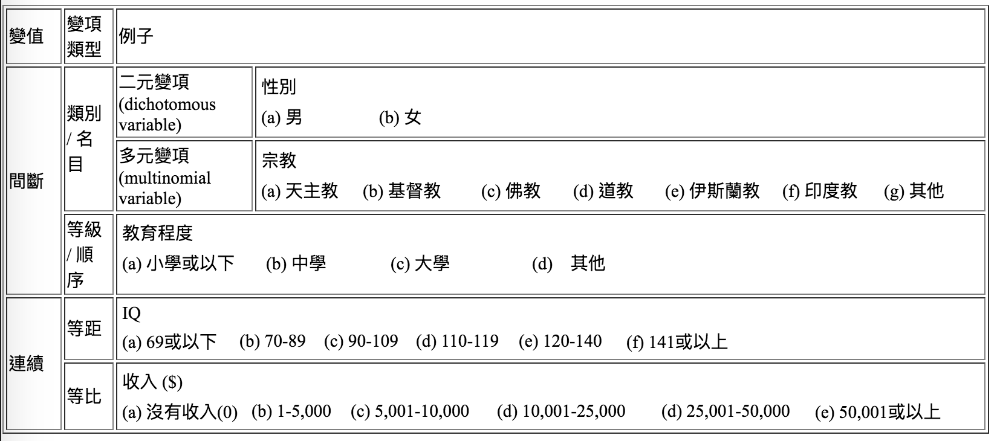 變值
變項
類型
例子
間斷
類別
/ 名
目
二元變項
(dichotomous
variable)
性別
(a) 男 (b) 女
多元變項
(multinomial
variable)
宗教
(a) 天主教 (b) 基督教 (c) 佛教 (d) 道教 (e) 伊斯蘭教 (f) 印度教 (g) 其他
等級
/ 順
序
教育程度
(a) 小學或以下 (b) 中學 (c) 大學 (d) 其他
連續
等距
IQ
(a) 69或以下 (b) 70-89 (c) 90-109 (d) 110-119 (e) 120-140 (f) 141或以上
等比
收入 ($)
(a) 沒有收入(0) (b) 1-5,000 (c) 5,001-10,000 (d) 10,001-25,000 (d) 25,001-50,000 (e) 50,001或以上